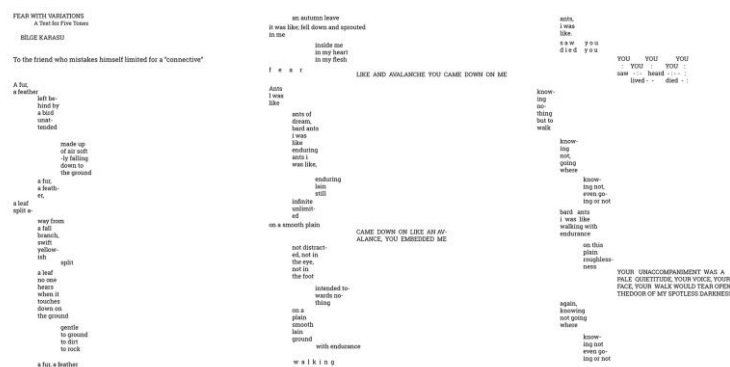 FEAR WITH VARIATIONS
A Text for Five Tones
BİLGE KARASU
To the friend who mistakes himself limited for a "connective"
A fur,
a feather
left be-
hind by
a bird
unat-
tended
made up
of air soft
-ly falling
down to
the ground
a fur,
a feath-
er,
a leaf
split a-
way from
a fall
branch,
swift
yellow-
ish
split
a leaf
no one
hears
when it
touches
down on
the ground
gentle
to ground
to dirt
to rock
a fur, a feather
an autumn leave
it was like; fell down and sprouted
in me
inside me
in my heart
in my flesh
f e a r
LIKE AND AVALANCHE YOU CAME DOWN ON ME
Ants
I was
like
ants of
dream,
hard ants
i was
like
enduring
ants i
was like,
enduring
lain
still
infinite
unlimit-
ed
on a smooth plain
CAME DOWN ON LIKE AN AV-
ALANCE, YOU EMBEDDED ME
not distract-
ed, not in
the eye,
not in
the foot
intended to-
wards no-
thing
on a
plain
smooth
lain
ground
with endurance
w a l k i n g
ants,
i was
like.
s a w y o u
d i e d y o u
YOU YOU YOU
: YOU : YOU :
saw -:- heard -:-- :
lived - - died - :
know-
ing
no-
thing
but to
walk
know-
ing
not,
going
where
know-
ing not,
even go-
ing or not
hard ants
i was like
walking with
endurance
on this
plain
roughless-
ness
YOUR UNACCOMPANIMENT WAS A
PALE QUIETITUDE, YOUR VOICE, YOUR
FACE, YOUR WALK WOULD TEAR OPEN
THEDOOR OF MY SPOTLESS DARKNESS
again,
knowing
not going
where
know-
ing not
even go-
ing or not